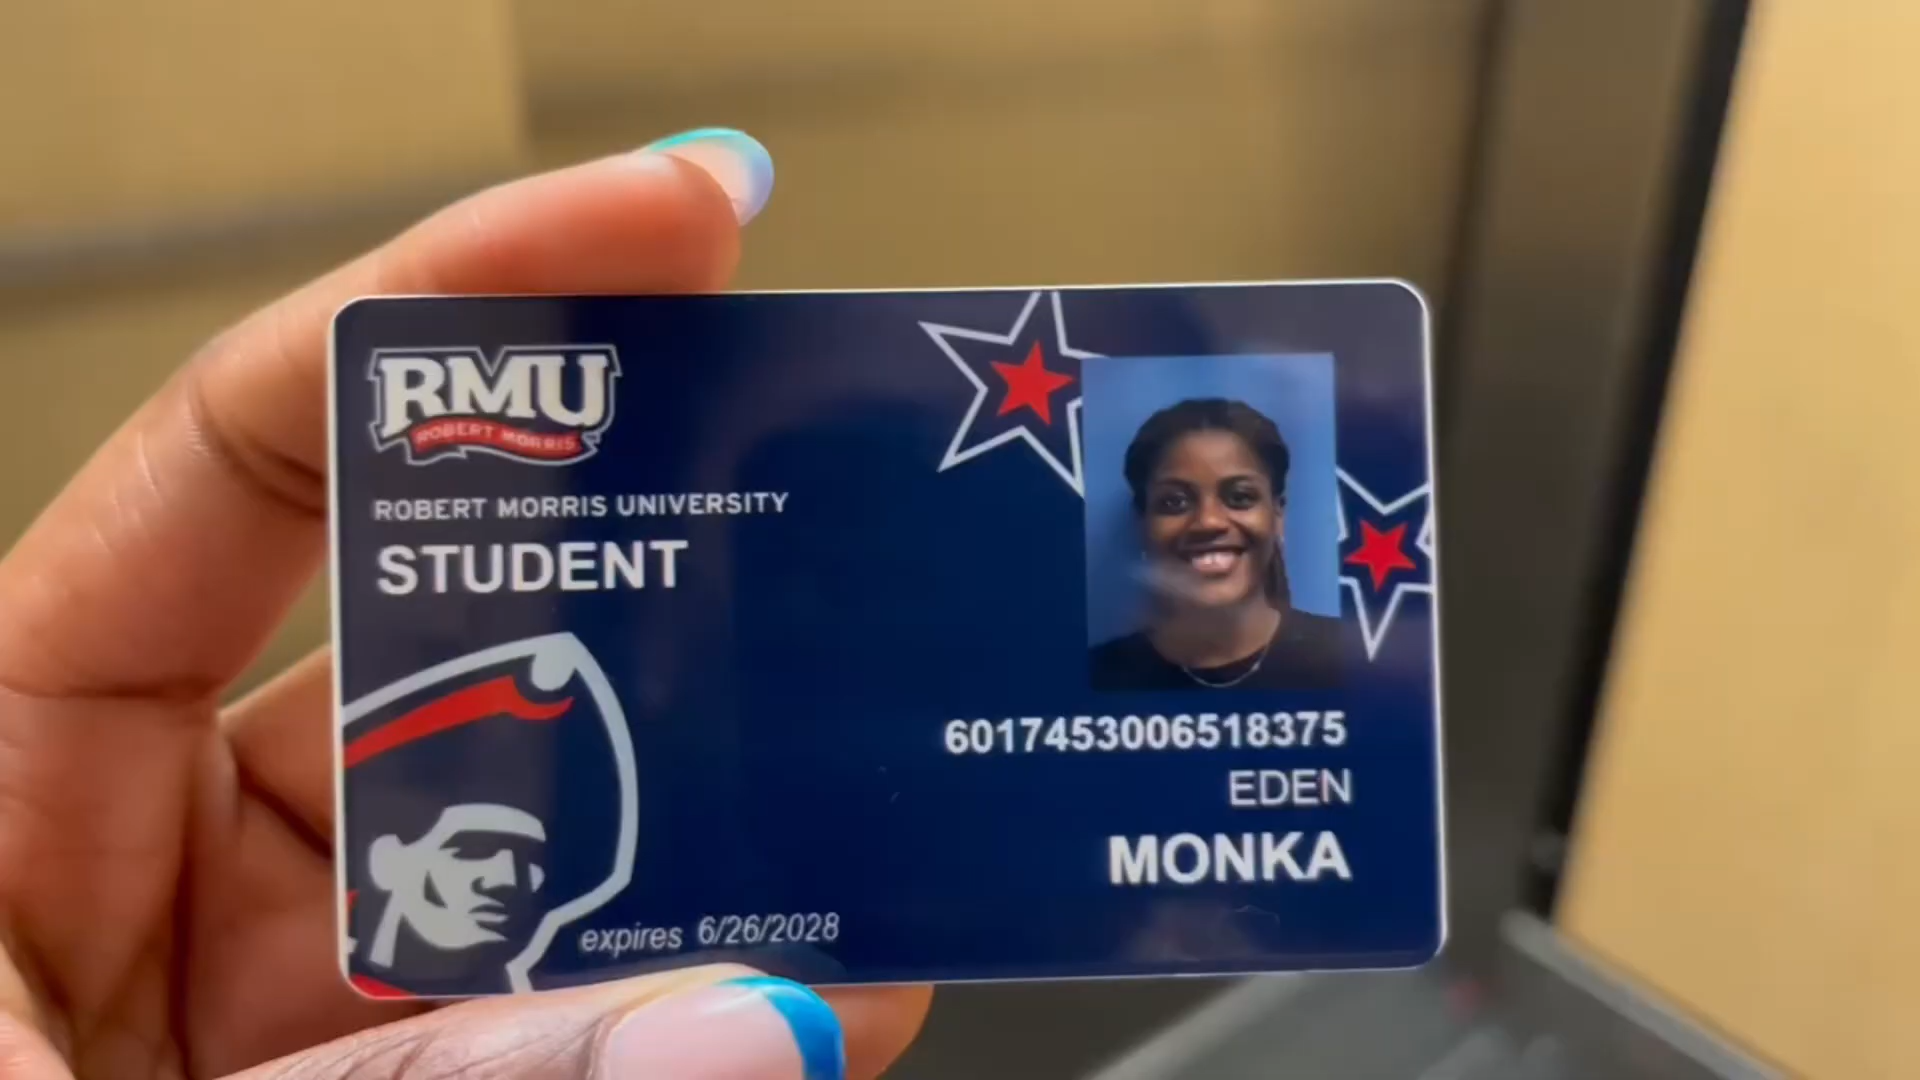 RMU
ROBERT MORRIS
ROBERT MORRIS UNIVERSITY
STUDENT
6017453006518375
EDEN
MONKA
expires 6/26/2028